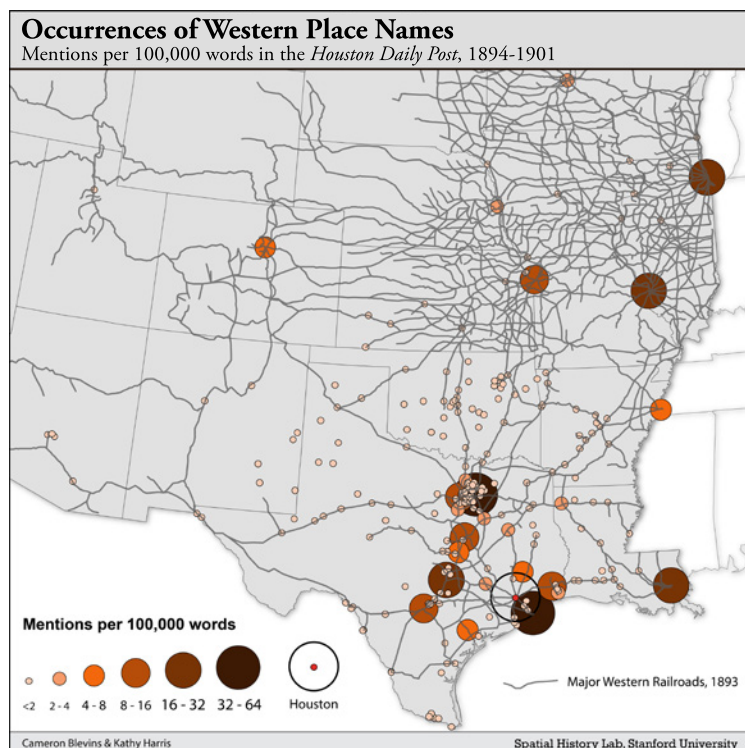 Occurrences of Western Place Names
Mentions per 100,000 words in the Houston Daily Post, 1894-1901
Mentions per 100,000 words
<2 2 - 4 4 - 8 8 - 16 16 - 32 32 - 64 Houston
Major Western Railroads, 1893
Cameron Blevins & Kathy Harris
Spatial History Lab, Stanford University